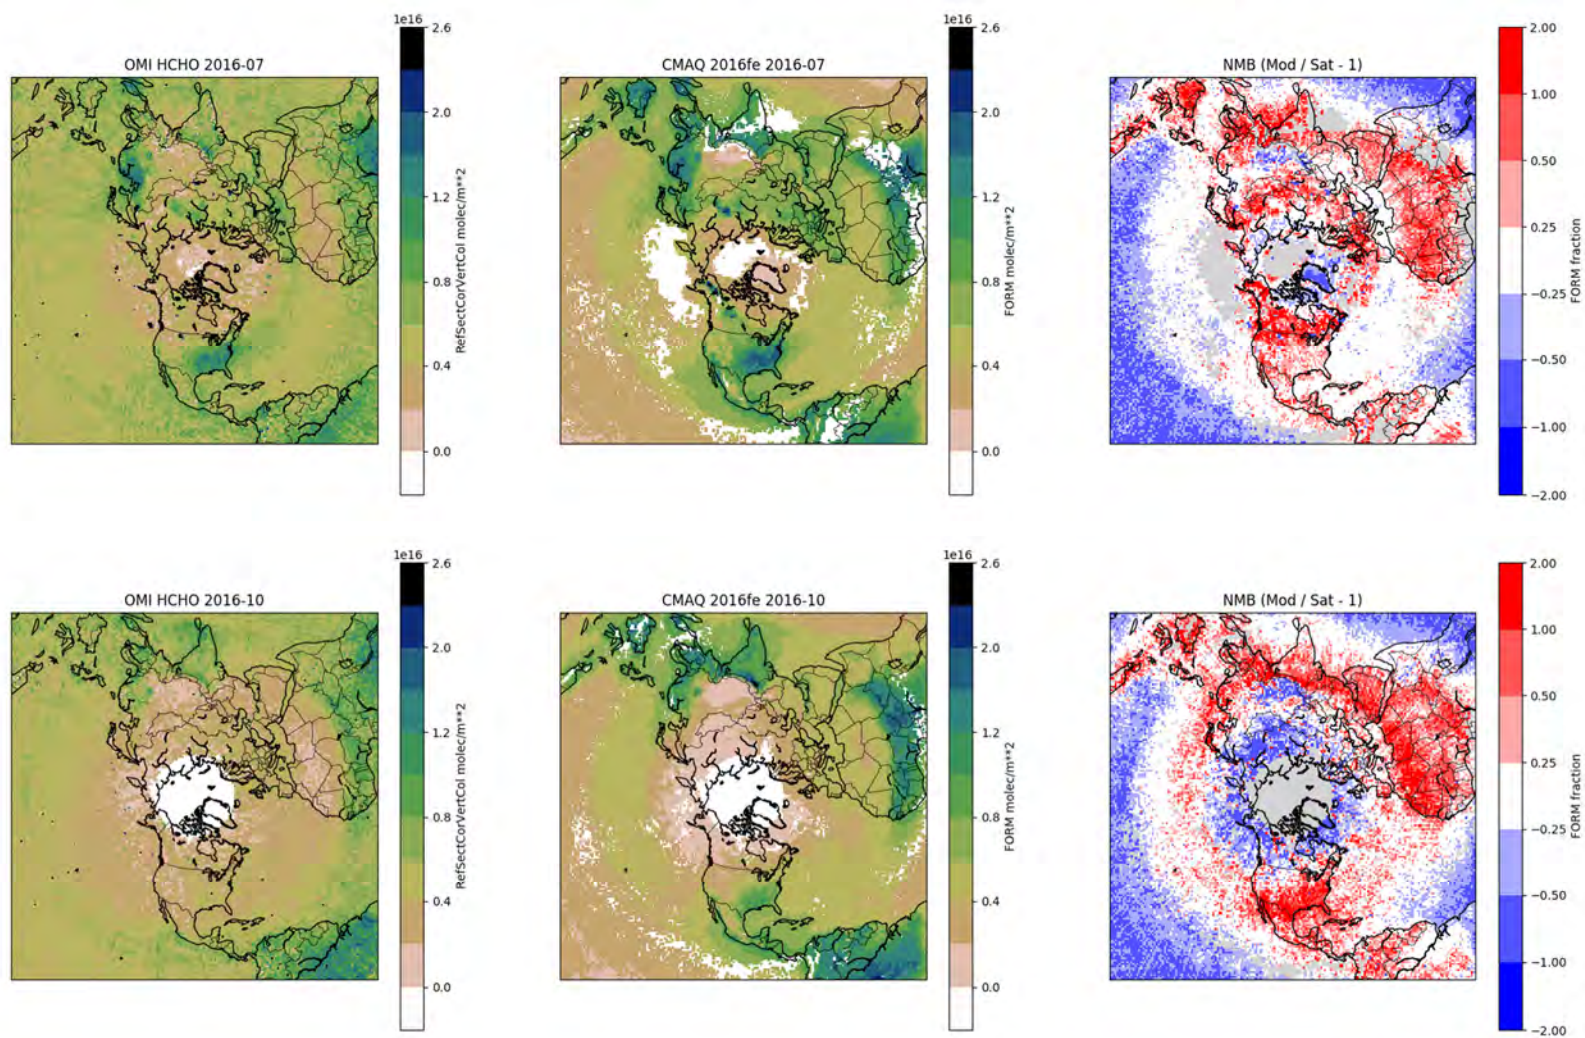 OMI HCHO 2016-07
1e16
2.6
2.0
1.2
0.8
0.4
0.0
RefSectCorVertCol molec/m**2
CMAQ 2016fe 2016-07
1e16
2.6
2.0
1.2
0.8
0.4
0.0
FORM molec/m**2
NMB (Mod / Sat - 1)
2.00
1.00
0.50
0.25
−0.25
−0.50
−1.00
−2.00
FORM fraction
OMI HCHO 2016-10
1e16
2.6
2.0
1.2
0.8
0.4
0.0
RefSectCorVertCol molec/m**2
CMAQ 2016fe 2016-10
1e16
2.6
2.0
1.2
0.8
0.4
0.0
FORM molec/m**2
NMB (Mod / Sat - 1)
2.00
1.00
0.50
0.25
−0.25
−0.50
−1.00
−2.00
FORM fraction